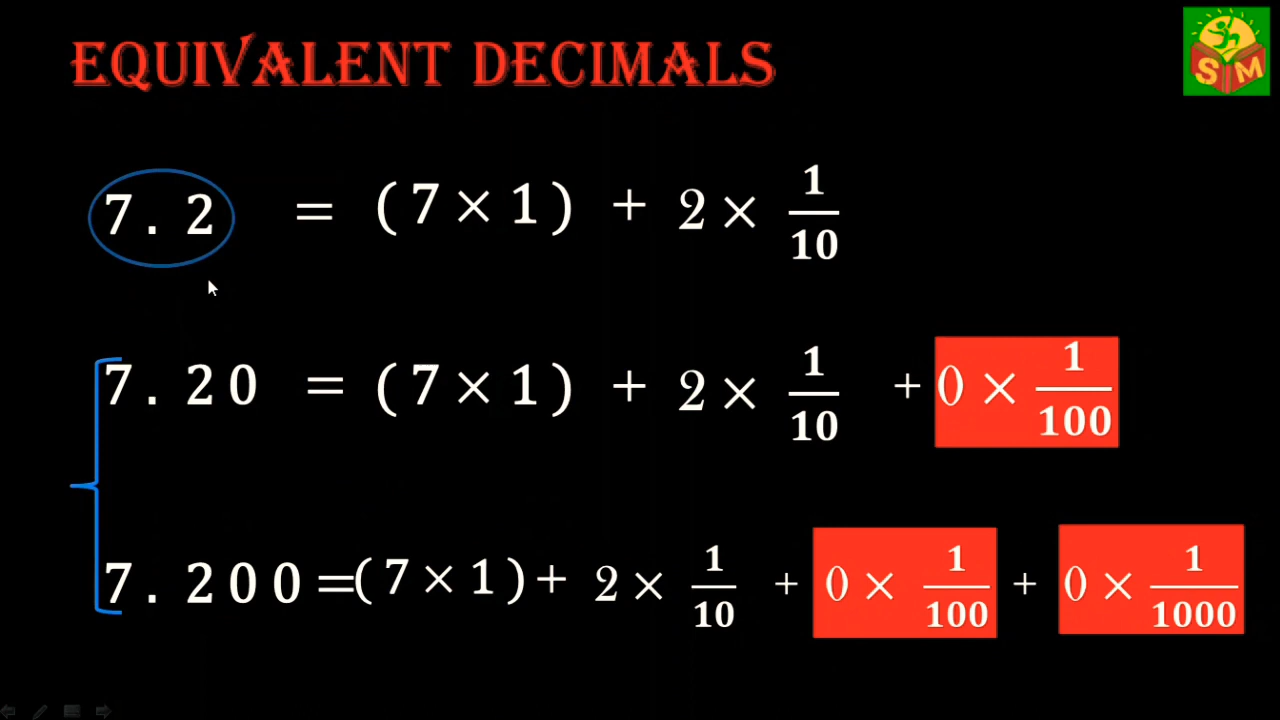 EQUIVALENT DECIMALS
SM
7.2 = (7 × 1) + 2 × 1/10
7.20 = (7 × 1) + 2 × 1/10 + 0 × 1/100
7.200 = (7 × 1) + 2 × 1/10 + 0 × 1/100 + 0 × 1/1000